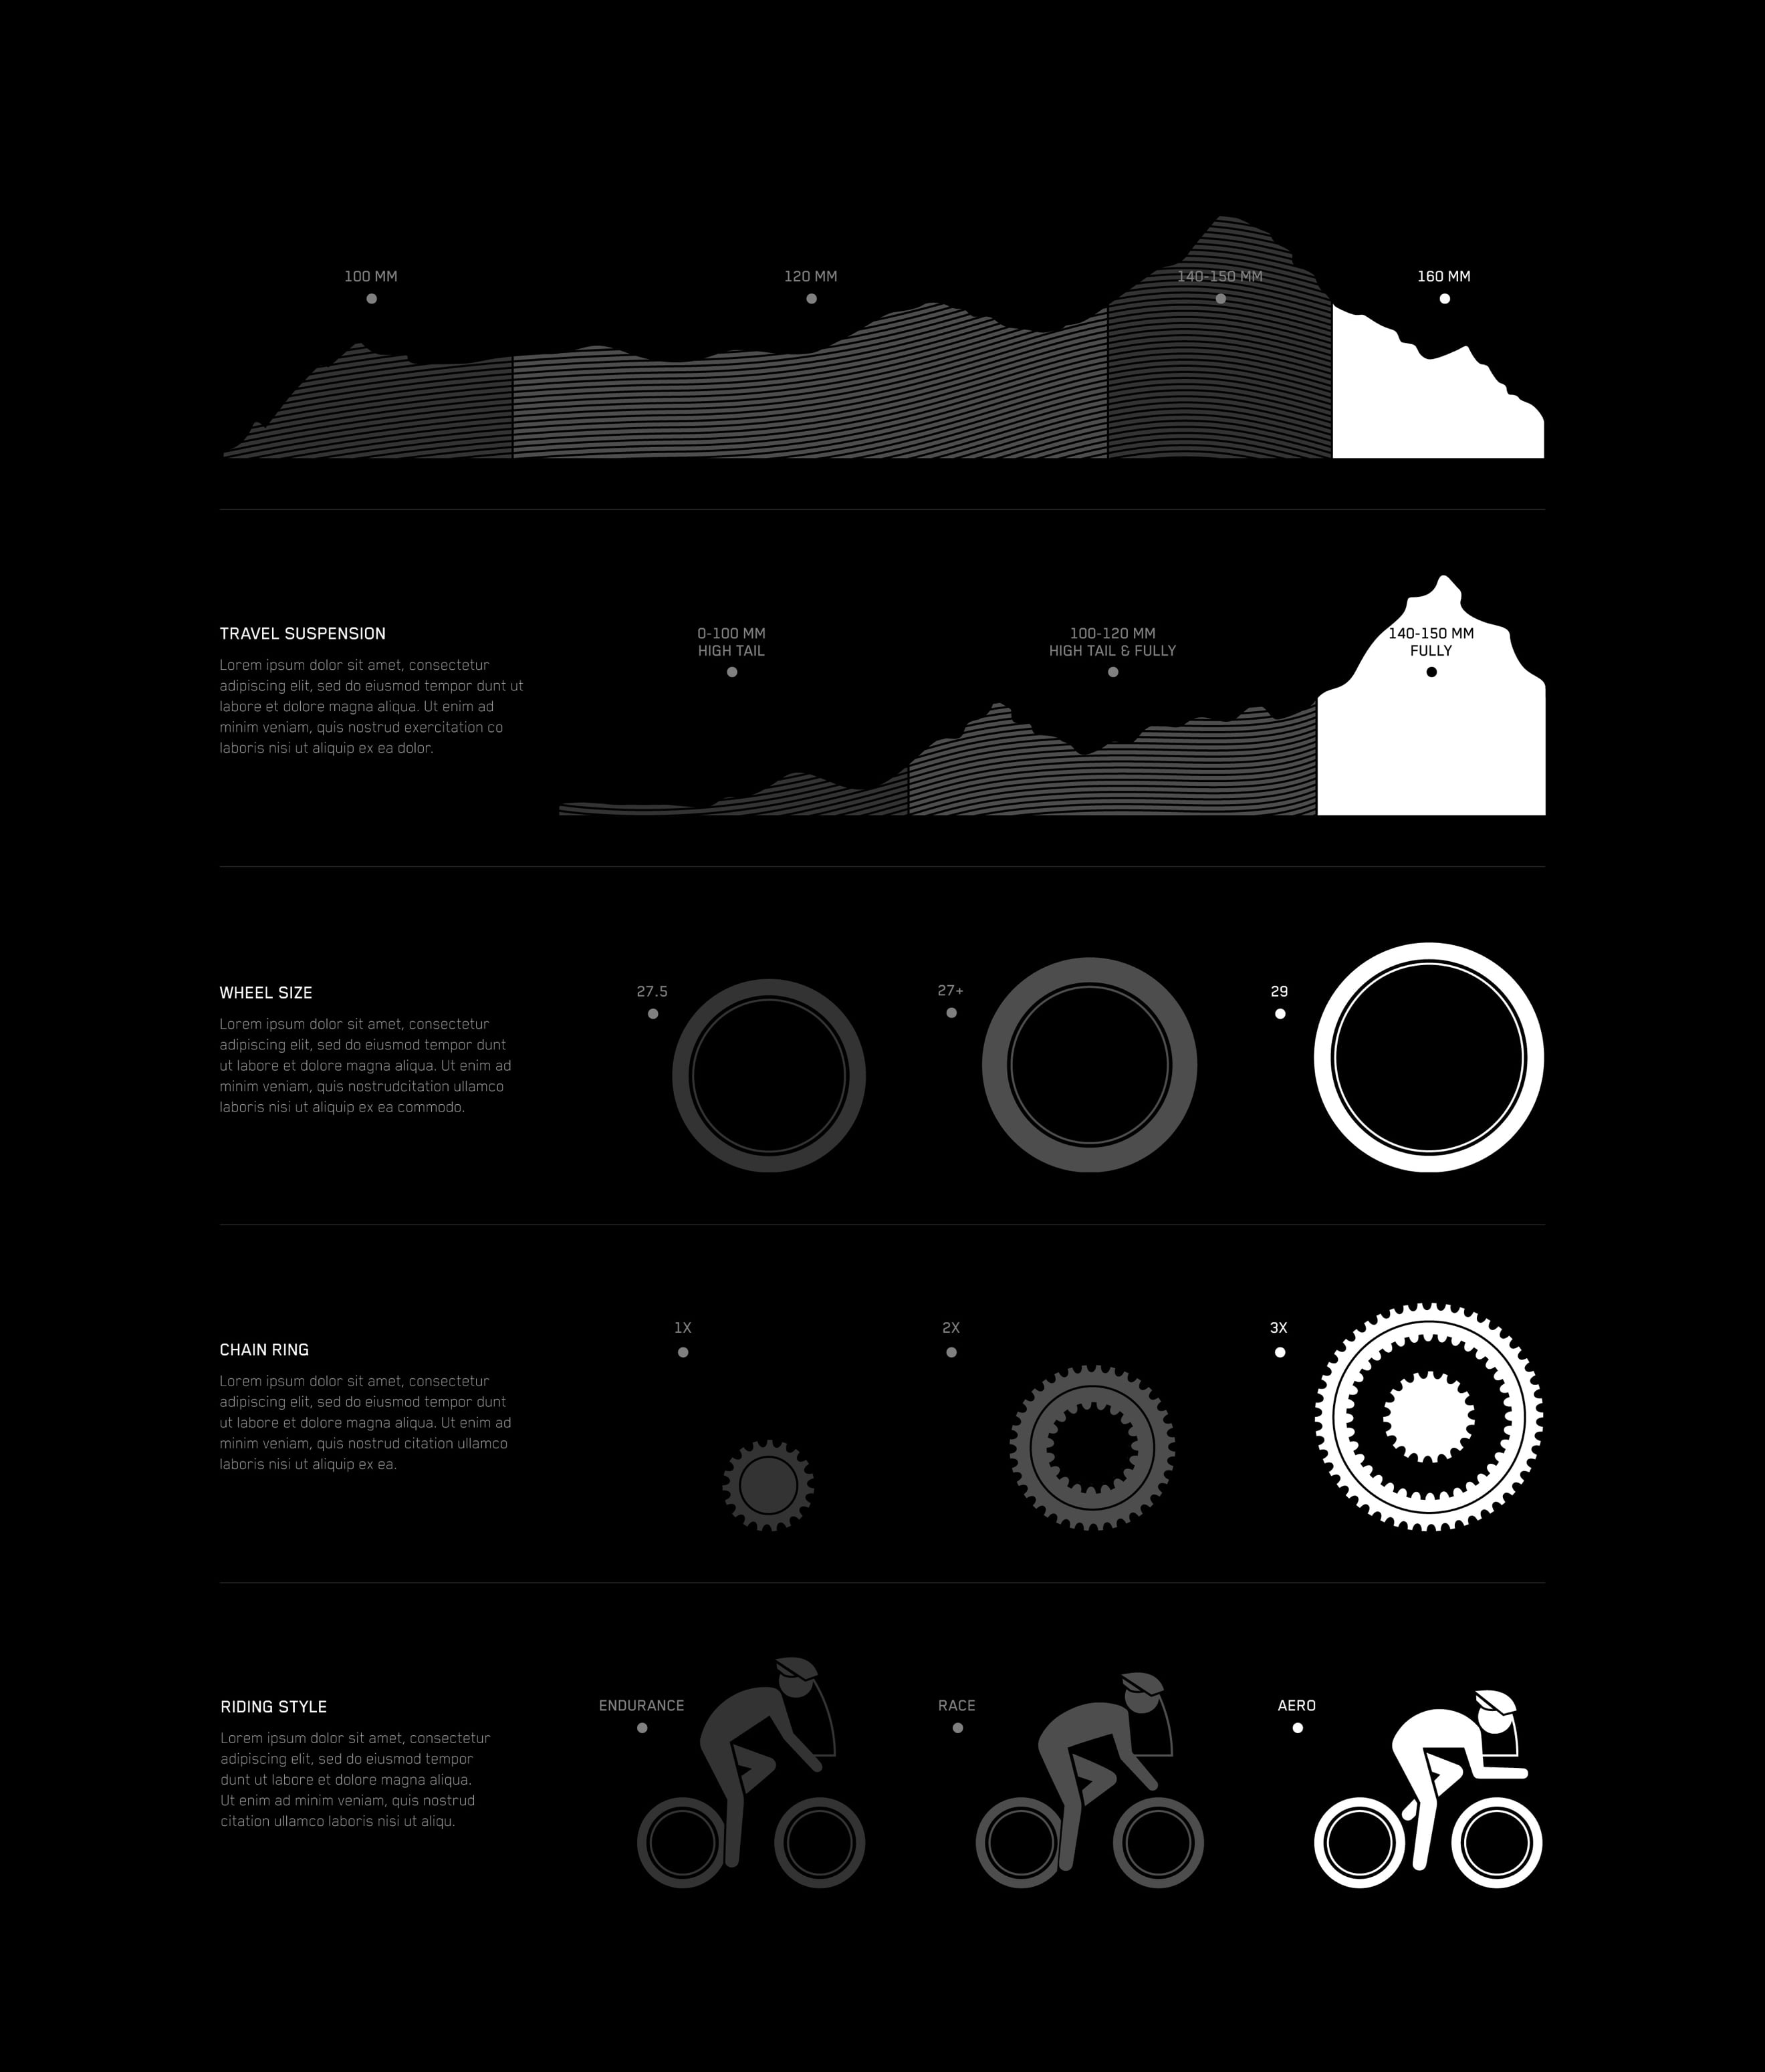 100 MM
120 MM
140-150 MM
160 MM
TRAVEL SUSPENSION
Lorem ipsum dolor sit amet, consectetur
adipiscing elit, sed do eiusmod tempor dunt ut
labore et dolore magna aliqua. Ut enim ad
minim veniam, quis nostrud exercitation co
laboris nisi ut aliquip ex ea dolor.
0-100 MM
HIGH TAIL
100-120 MM
HIGH TAIL & FULLY
140-150 MM
FULLY
WHEEL SIZE
Lorem ipsum dolor sit amet, consectetur
adipiscing elit, sed do eiusmod tempor dunt
ut labore et dolore magna aliqua. Ut enim ad
minim veniam, quis nostrudcitation ullamco
laboris nisi ut aliquip ex ea commodo.
27.5
27+
29
CHAIN RING
Lorem ipsum dolor sit amet, consectetur
adipiscing elit, sed do eiusmod tempor dunt
ut labore et dolore magna aliqua. Ut enim ad
minim veniam, quis nostrud citation ullamco
laboris nisi ut aliquip ex ea.
1X
2X
3X
RIDING STYLE
Lorem ipsum dolor sit amet, consectetur
adipiscing elit, sed do eiusmod tempor
dunt ut labore et dolore magna aliqua.
Ut enim ad minim veniam, quis nostrud
citation ullamco laboris nisi ut aliqu.
ENDURANCE
RACE
AERO